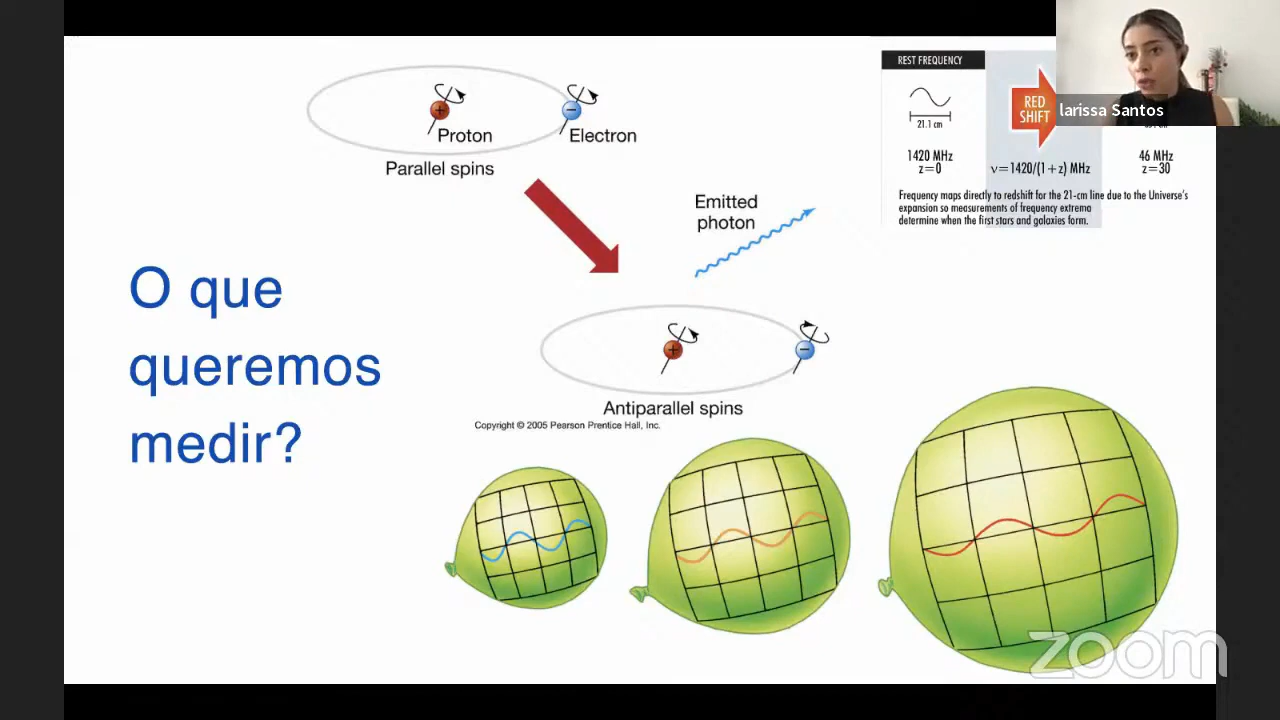 O que
queremos
medir?
Proton
Electron
Parallel spins
Emitted
photon
Antiparallel spins
Copyright © 2005 Pearson Prentice Hall, Inc.
REST FREQUENCY
21.1 cm
1420 MHz
z=0
RED
SHIFT
ν=1420/(1+z) MHz
46 MHz
z=30
Frequency maps directly to redshift for the 21-cm line due to the Universe's
expansion so measurements of frequency extrema
determine when the first stars and galaxies form.
larissa Santos
zoom